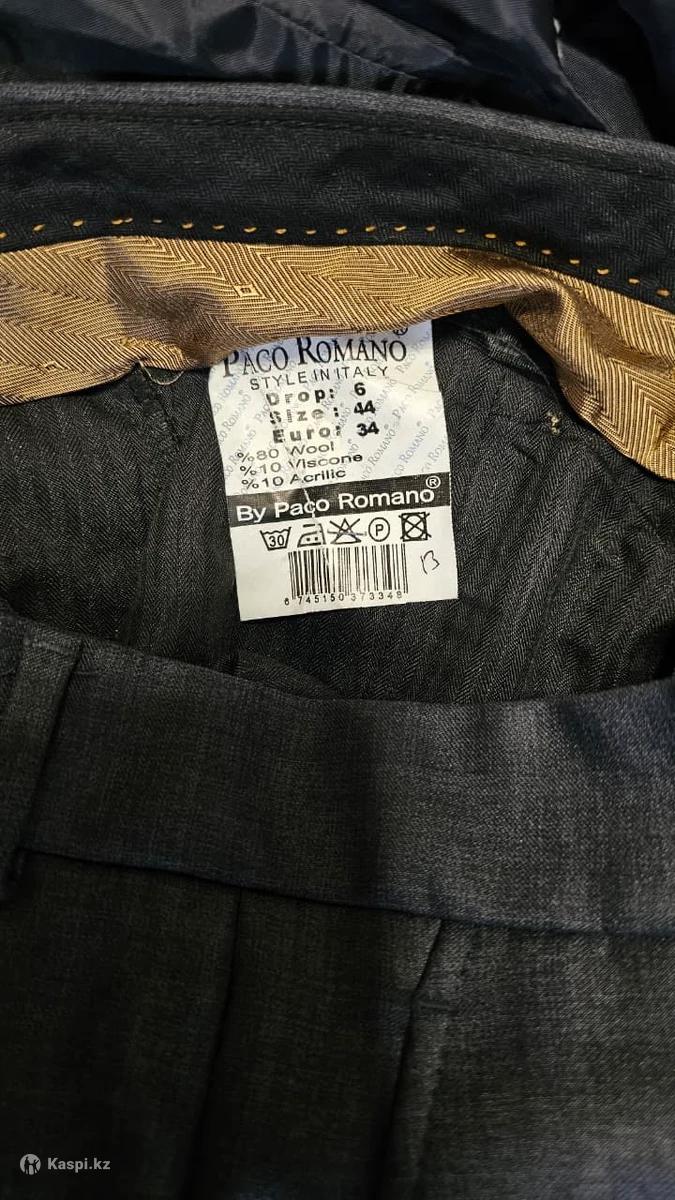 PACO ROMANO®
STYLE IN ITALY
Drop: 6
Size: 44
Euro: 34
%80 Wool
%10 Viscone
%10 Acrilic
By Paco Romano®
30 P
6 745150 373348
B
Kaspi.kz